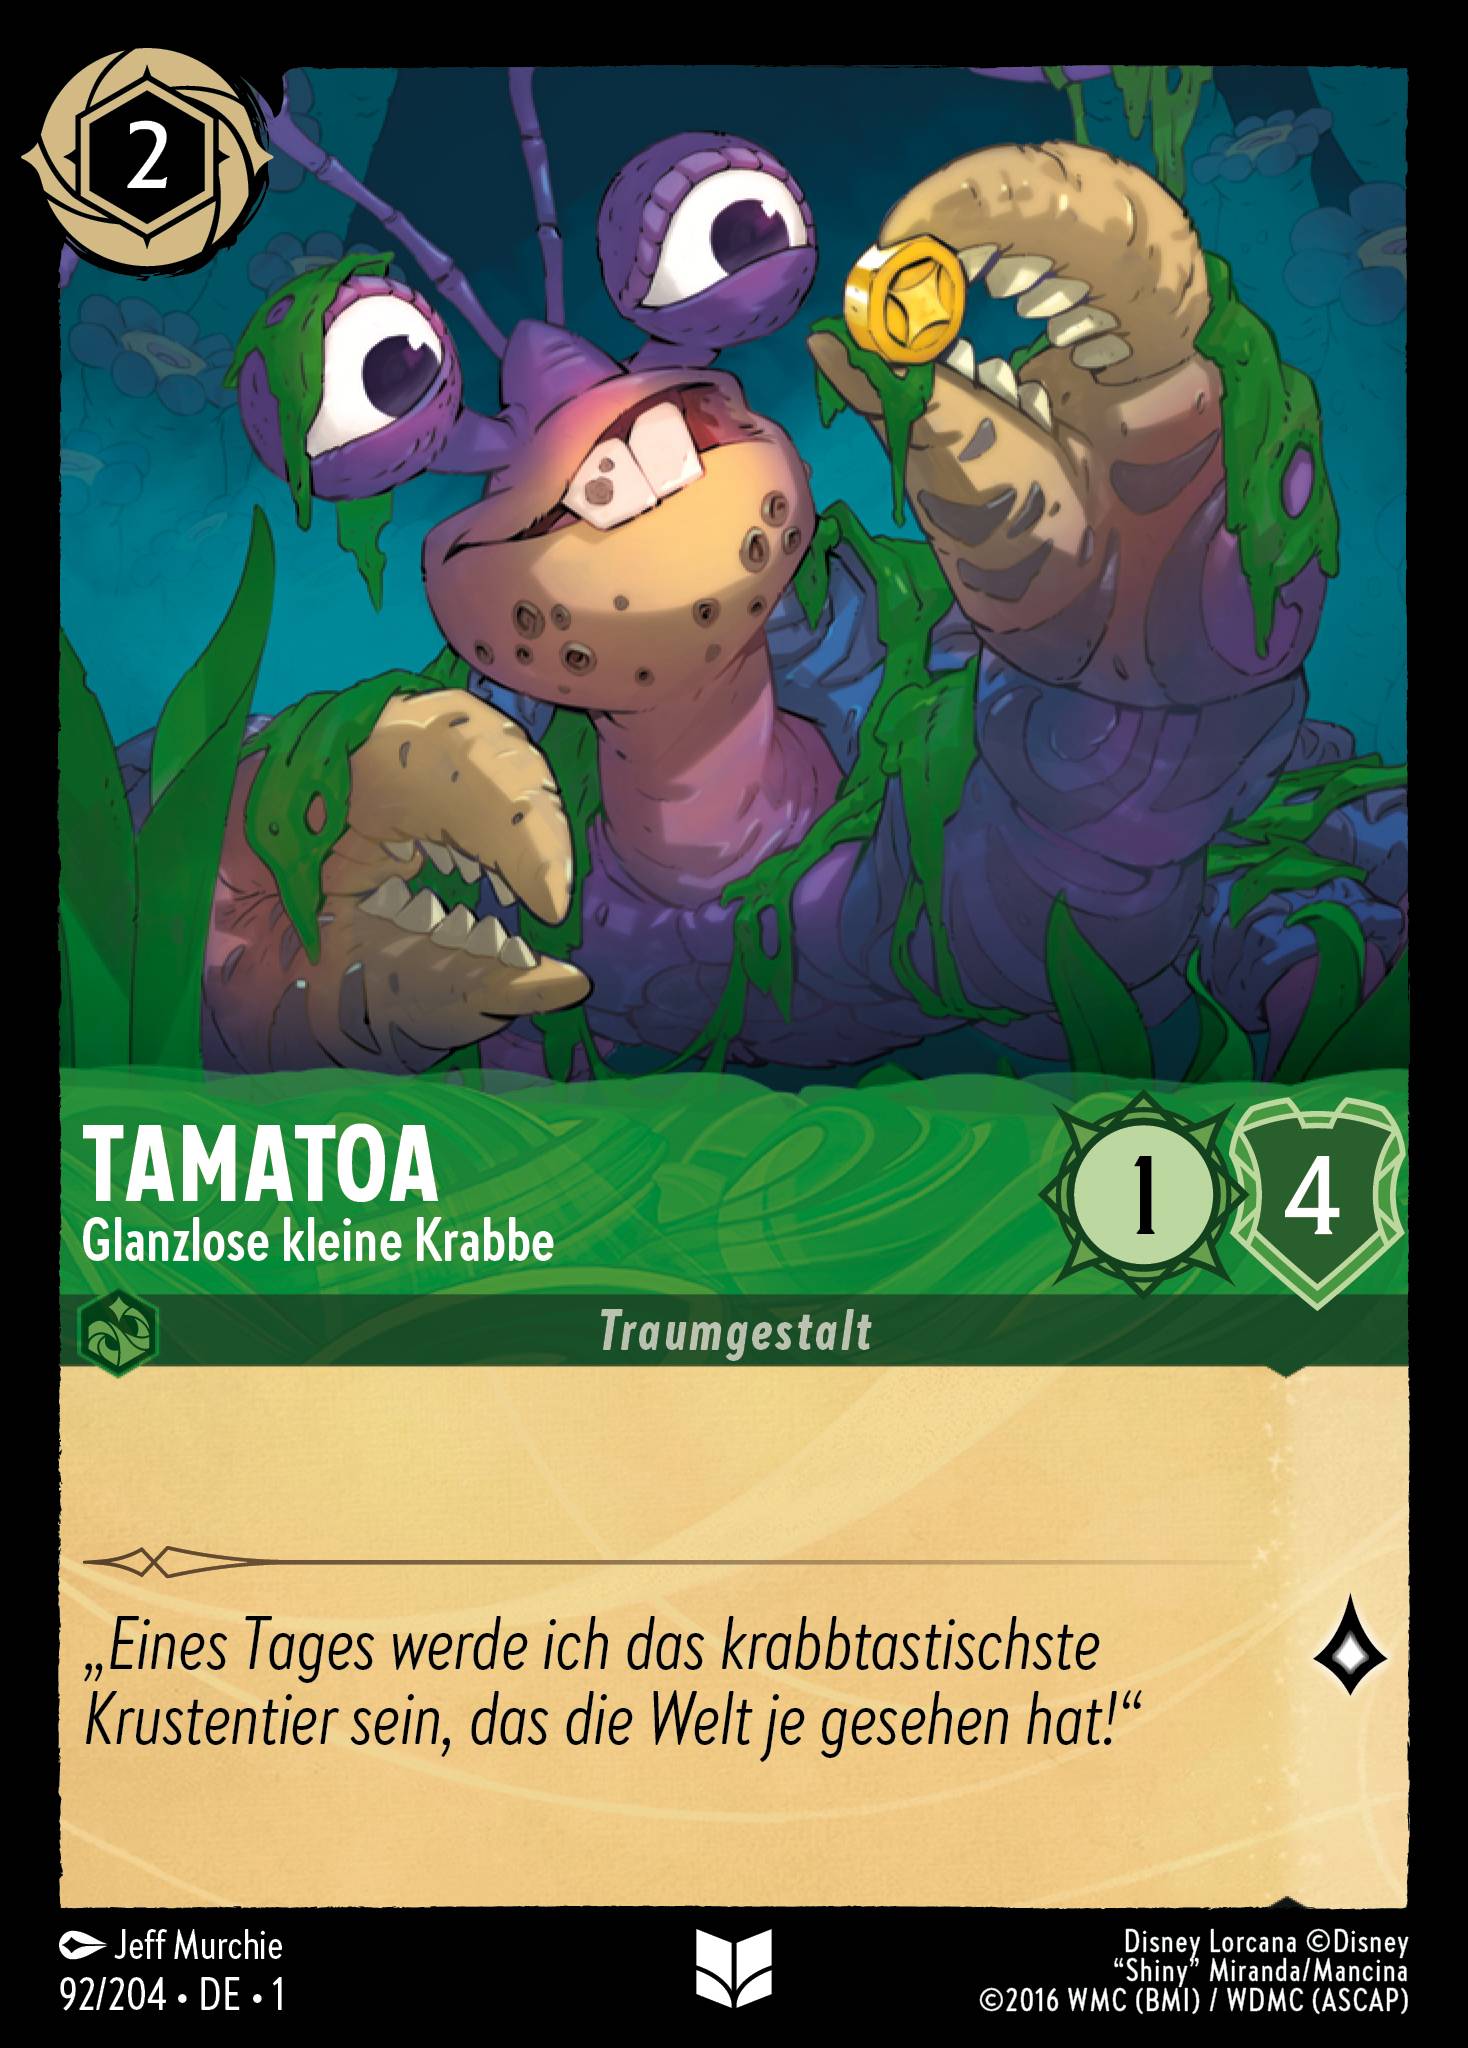 2
TAMATOA
Glanzlose kleine Krabbe
1
4
Traumgestalt
„Eines Tages werde ich das krabbtastischste
Krustentier sein, das die Welt je gesehen hat!“
Jeff Murchie
92/204 • DE • 1
Disney Lorcana ©Disney
“Shiny” Miranda/Mancina
©2016 WMC (BMI) / WDMC (ASCAP)